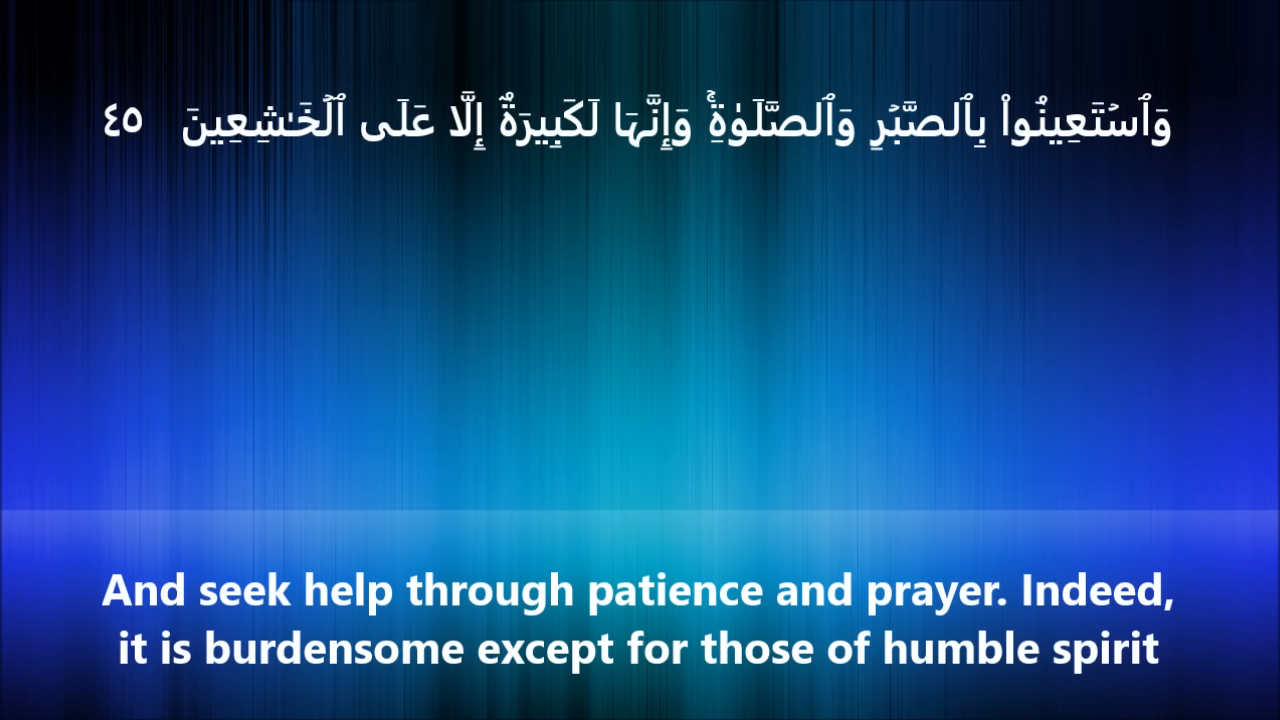 وَٱسۡتَعِينُواْ بِٱلصَّبۡرِ وَٱلصَّلَوٰةِۚ وَإِنَّهَا لَكَبِيرَةٌ إِلَّا عَلَى ٱلۡخَٰشِعِينَ ٤٥
And seek help through patience and prayer. Indeed,
it is burdensome except for those of humble spirit